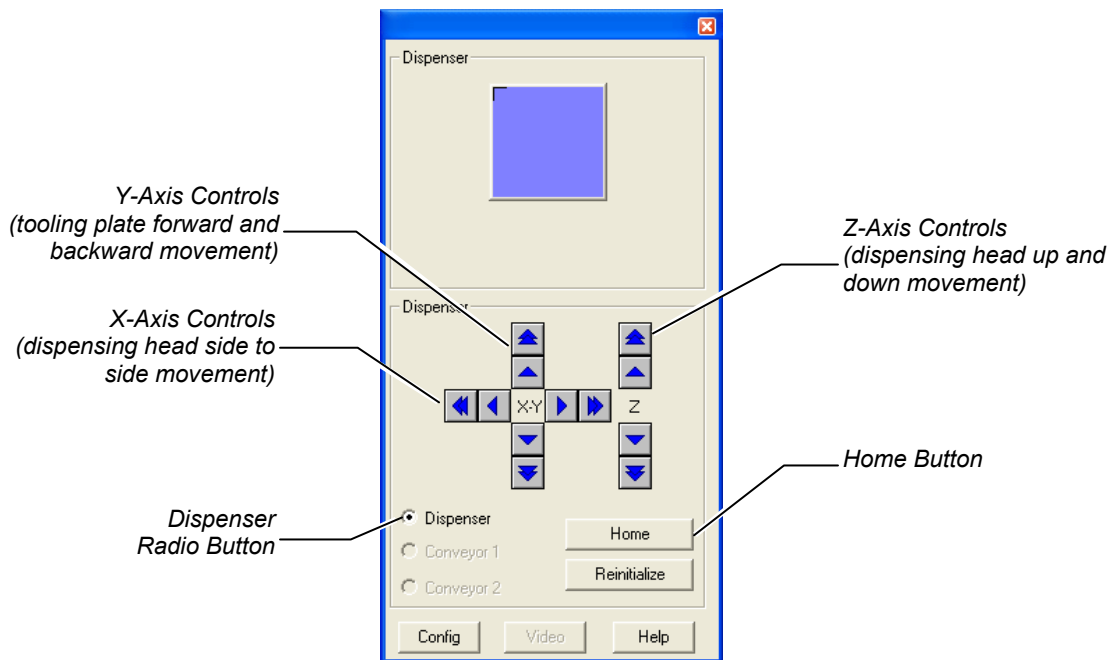 Dispenser
Y-Axis Controls
(tooling plate forward and
backward movement)
Z-Axis Controls
(dispensing head up and
down movement)
Dispenser
X-Axis Controls
(dispensing head side to
side movement)
X-Y
Z
Home Button
Dispenser
Radio Button
Dispenser
Conveyor 1
Conveyor 2
Home
Reinitialize
Config
Video
Help